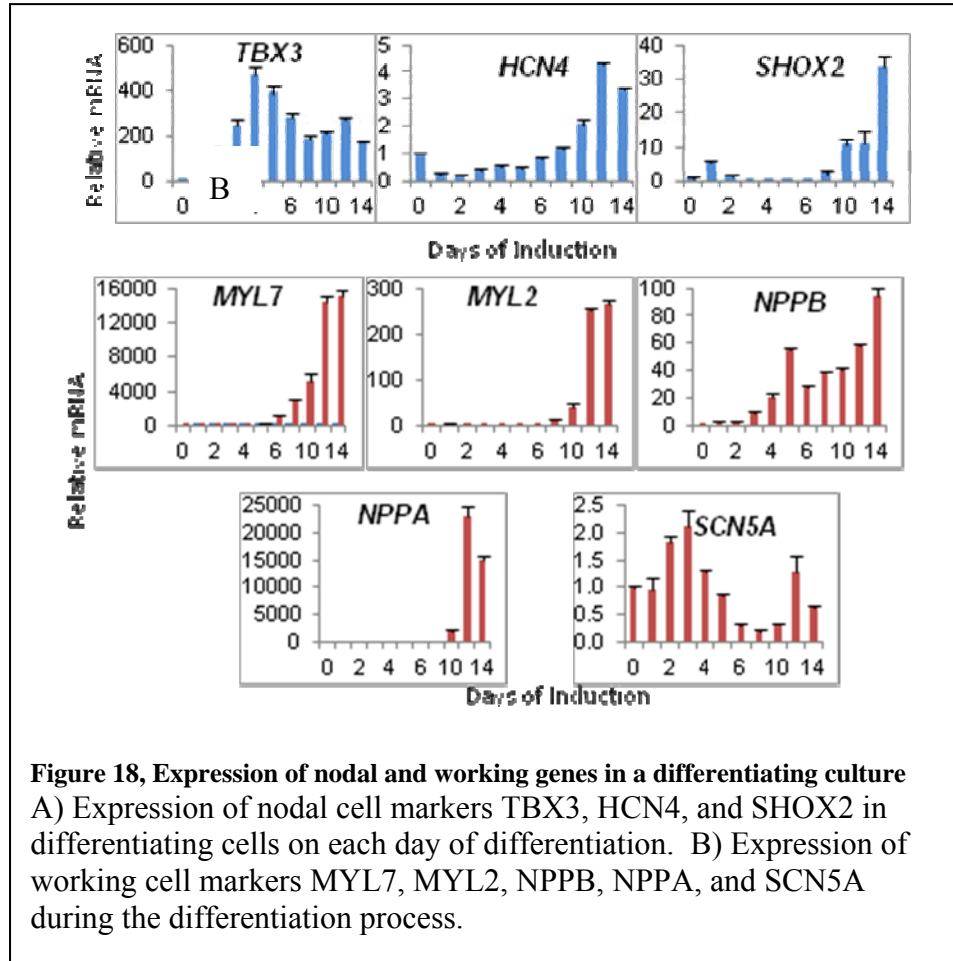 TBX3
600
400
200
0
0 6 10 14
B
HCN4
5
4
3
2
1
0
0 2 4 6 10 14
SHOX2
40
30
20
10
0
0 2 4 6 10 14
Relative mRNA
Days of Induction
MYL7
16000
12000
8000
4000
0
0 2 4 6 10 14
MYL2
300
200
100
0
0 2 4 6 10 14
NPPB
100
80
60
40
20
0
0 2 4 6 10 14
Relative mRNA
NPPA
25000
20000
15000
10000
5000
0
0 2 4 6 10 14
SCN5A
2.5
2.0
1.5
1.0
0.5
0.0
0 2 4 6 10 14
Days of Induction
Figure 18, Expression of nodal and working genes in a differentiating culture
A) Expression of nodal cell markers TBX3, HCN4, and SHOX2 in
differentiating cells on each day of differentiation.  B) Expression of
working cell markers MYL7, MYL2, NPPB, NPPA, and SCN5A
during the differentiation process.